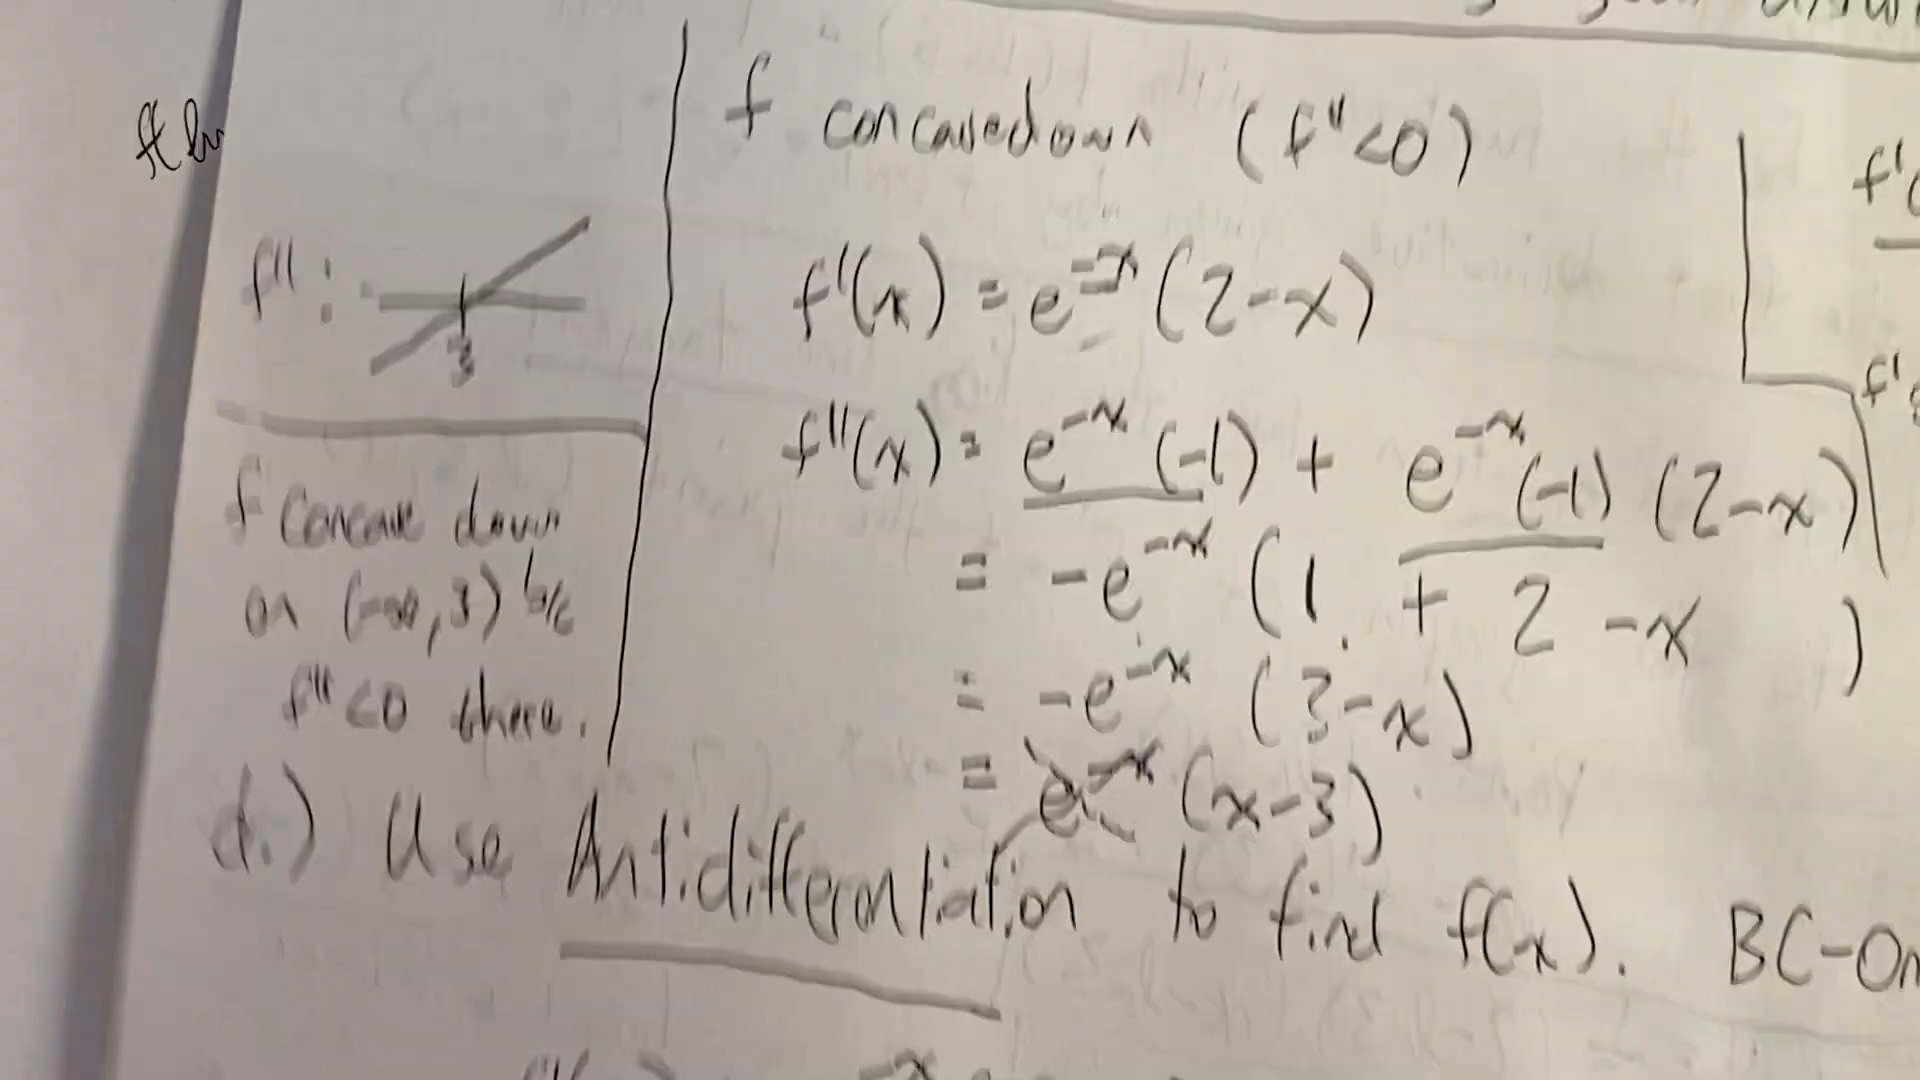 f concavedown (f''<0)
f'':
3
f'(x) = e^-x (2-x)
f''(x) = e^-x (-1) + e^-x (-1) (2-x)
= -e^-x (1 + 2 -x )
= -e^-x (3-x)
= e^-x (x-3)
f concave down
on (-∞,3) b/c
f''<0 there.
d.) Use Antidifferentiation to find f(x). BC-On